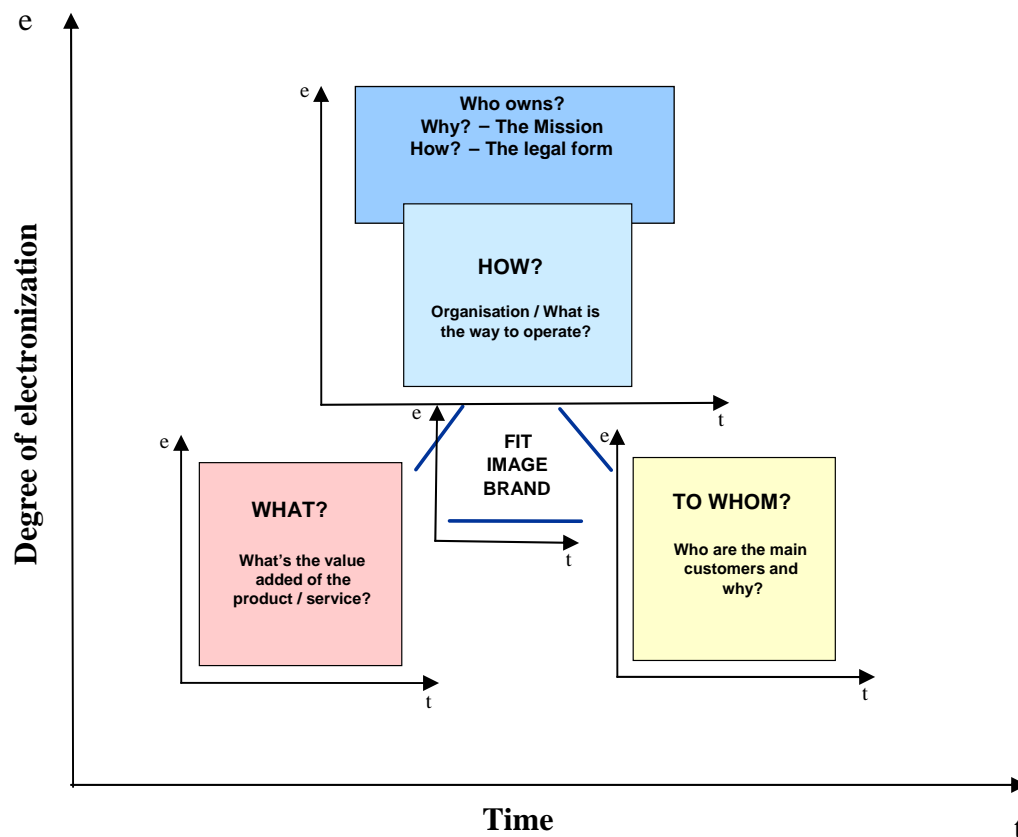 e
e
Who owns?
Why? – The Mission
How? – The legal form
HOW?
Organisation / What is
the way to operate?
t
e
FIT
IMAGE
BRAND
t
e
WHAT?
What's the value
added of the
product / service?
t
e
TO WHOM?
Who are the main
customers and
why?
t
Degree of electronization
Time
t